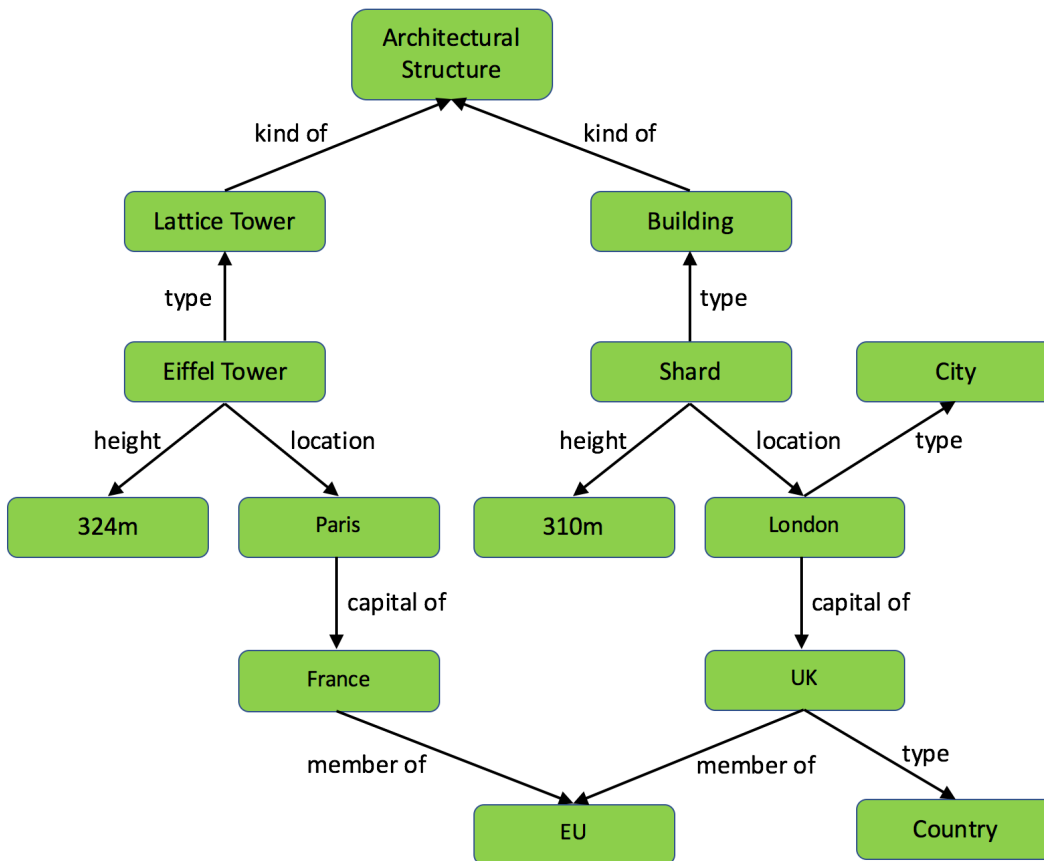 Architectural
Structure
kind of
kind of
Lattice Tower
Building
type
type
Eiffel Tower
Shard
City
height
location
height
location
type
324m
Paris
310m
London
capital of
capital of
France
UK
member of
member of
type
EU
Country